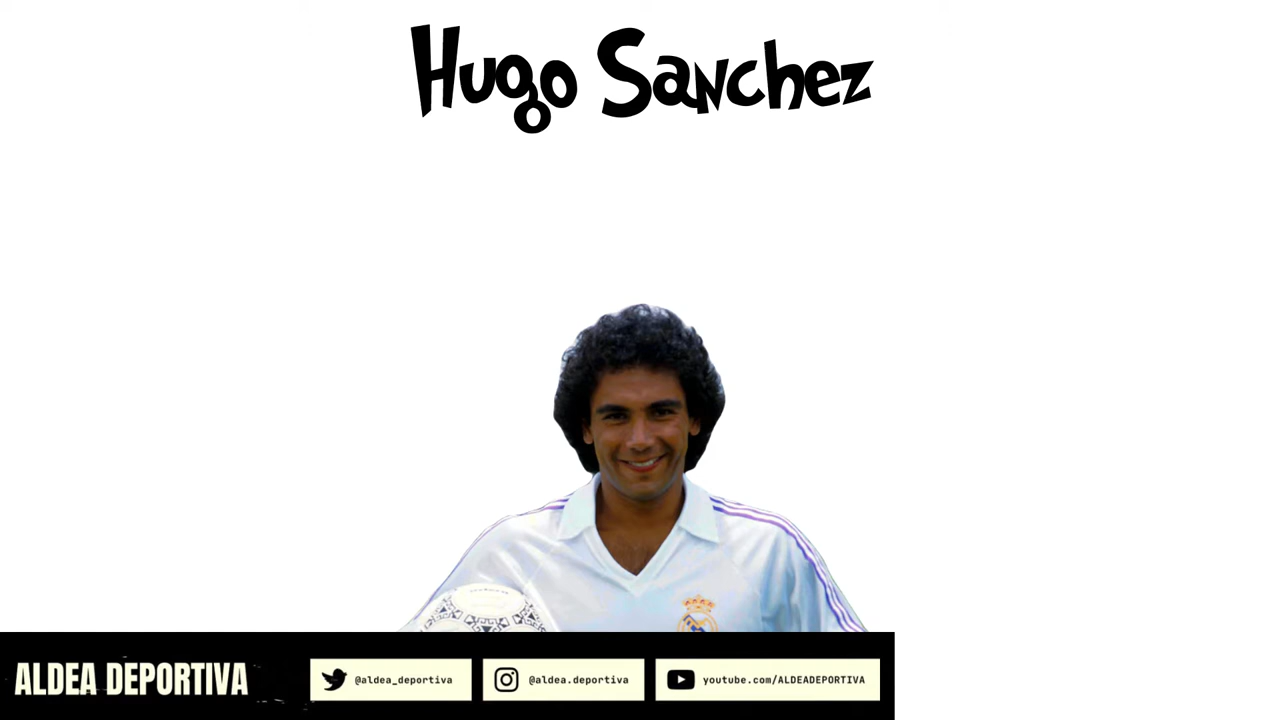 Hugo Sanchez
ALDEA DEPORTIVA
@aldea_deportiva
@aldea.deportiva
youtube.com/ALDEADEPORTIVA